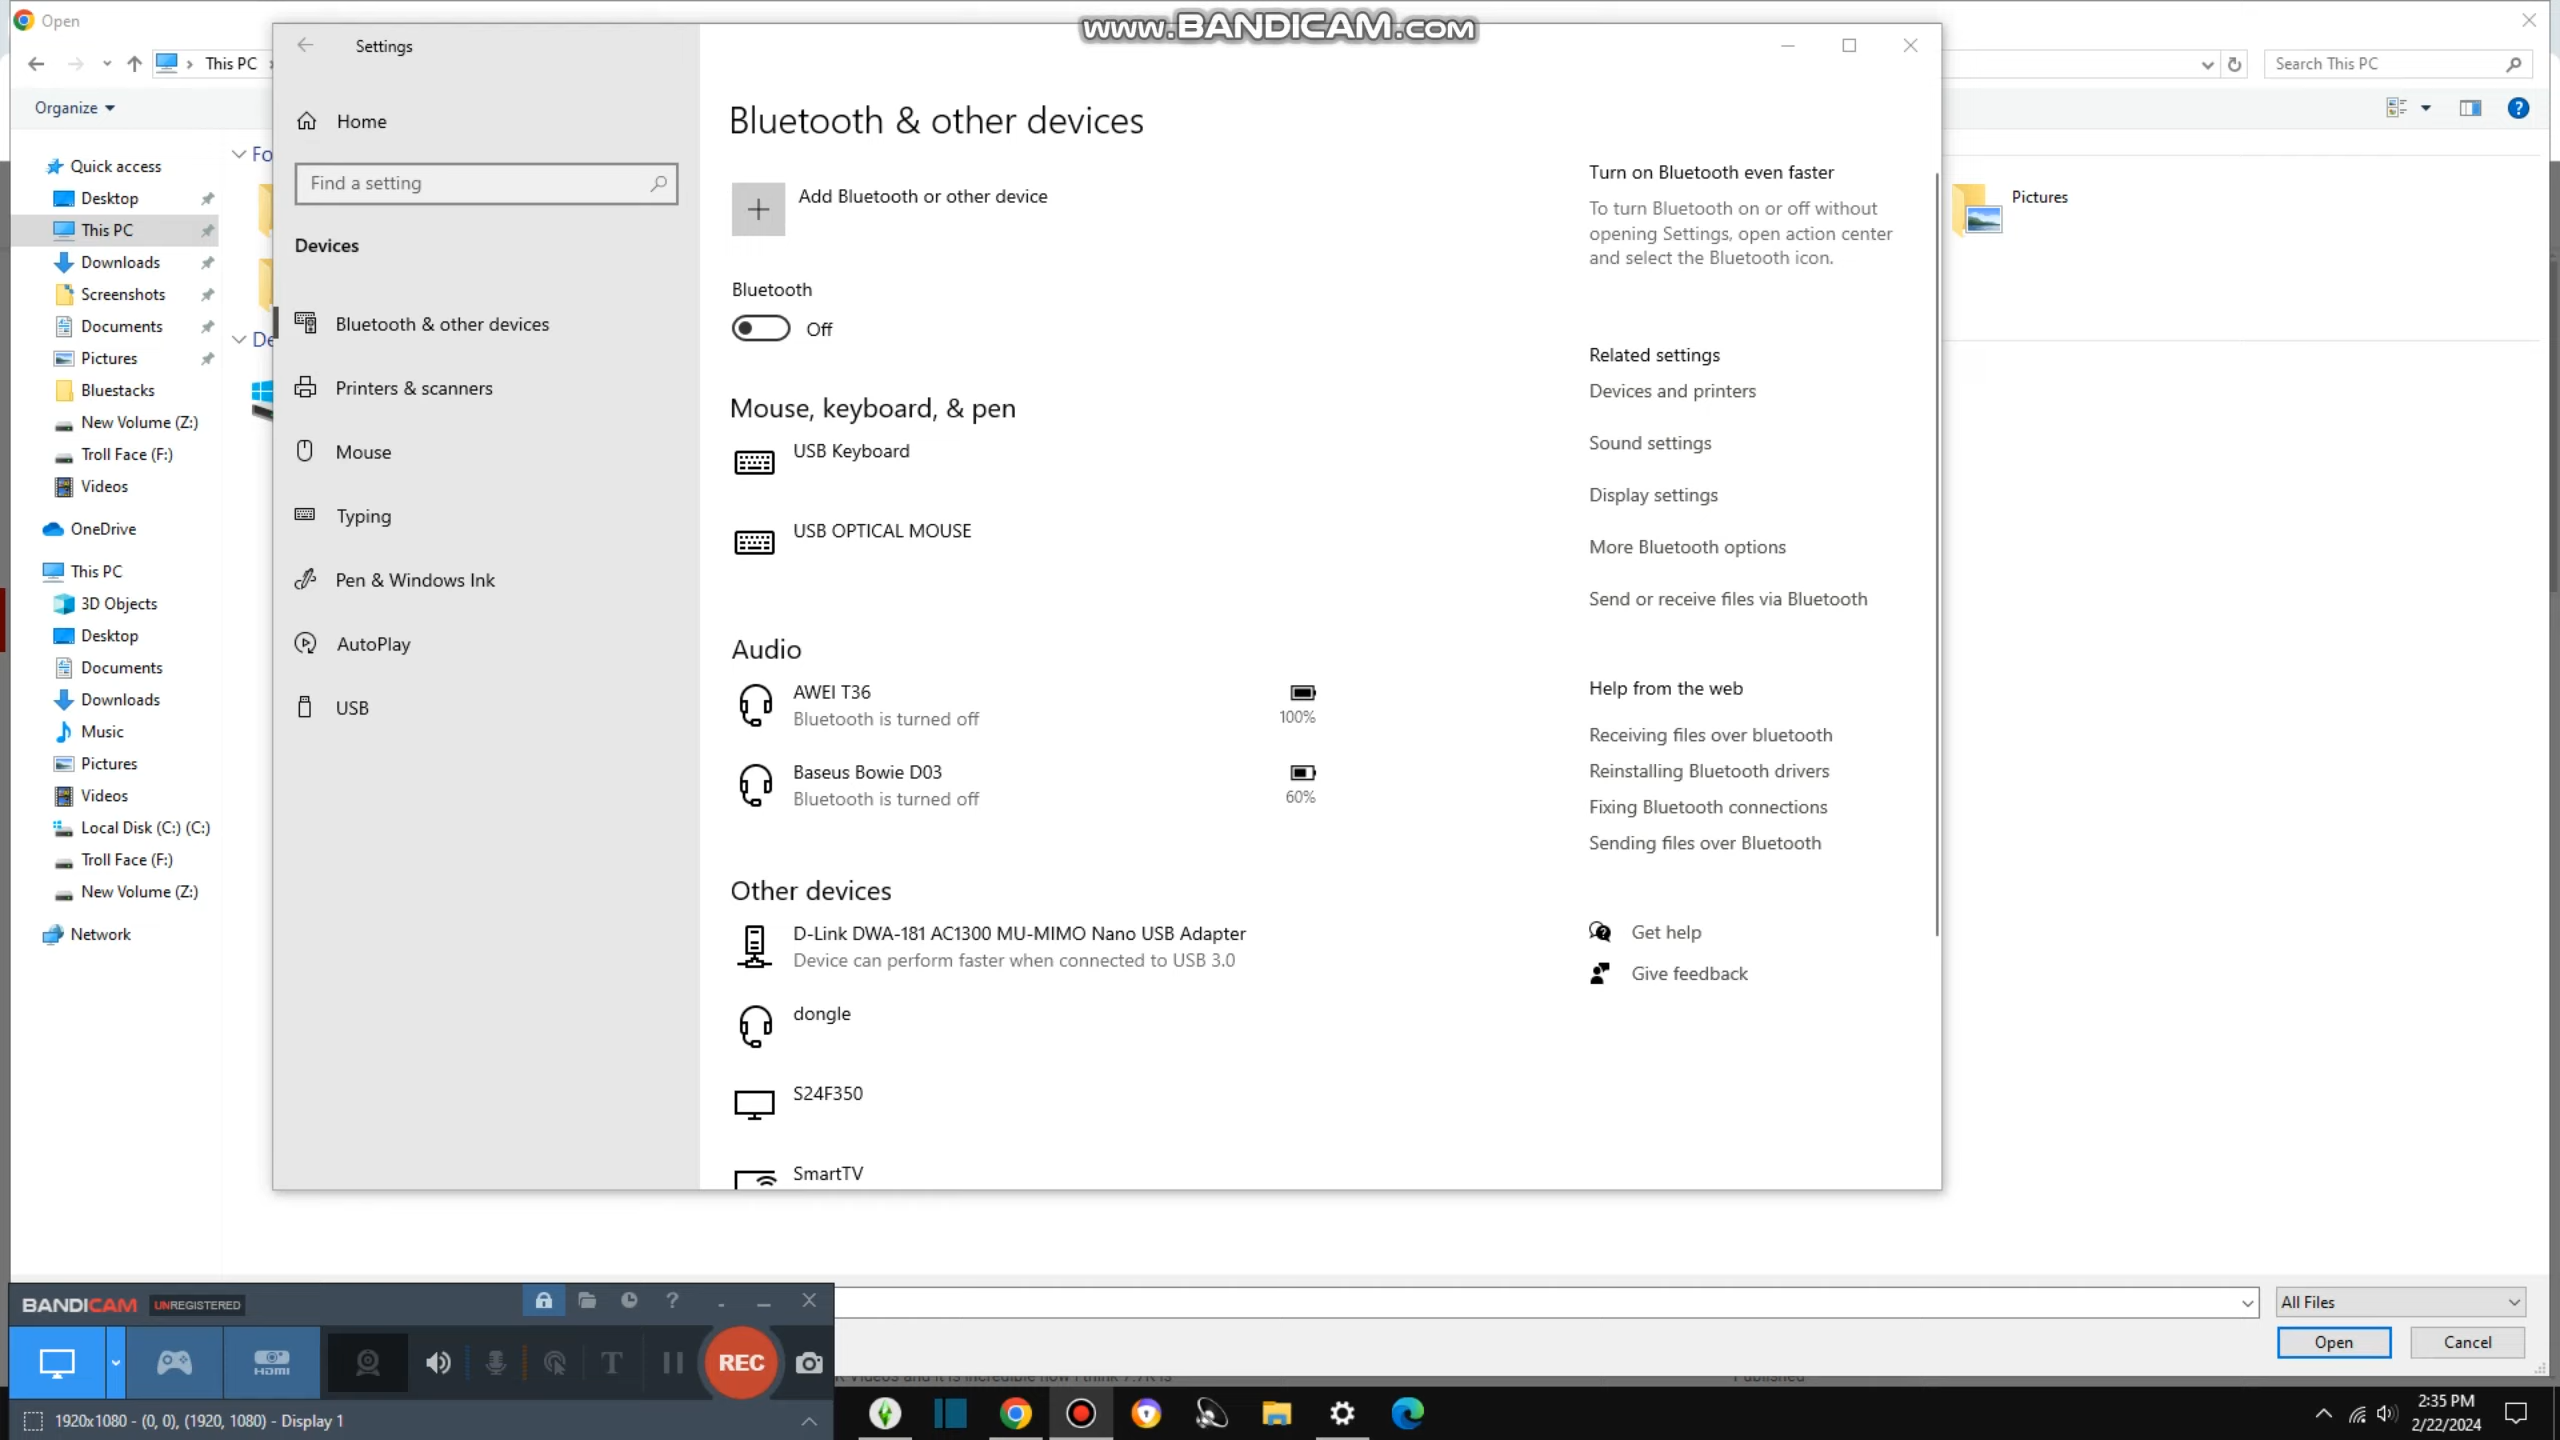 Open
www.BANDICAM.com
Settings
This PC
Search This PC
Organize
Home
Find a setting
Devices
Bluetooth & other devices
Printers & scanners
Mouse
Typing
Pen & Windows Ink
AutoPlay
USB
Quick access
Desktop
This PC
Downloads
Screenshots
Documents
Pictures
Bluestacks
New Volume (Z:)
Troll Face (F:)
Videos
OneDrive
This PC
3D Objects
Desktop
Documents
Downloads
Music
Pictures
Videos
Local Disk (C:) (C:)
Troll Face (F:)
New Volume (Z:)
Network
Fo
De
Bluetooth & other devices
Add Bluetooth or other device
Bluetooth
Off
Mouse, keyboard, & pen
USB Keyboard
USB OPTICAL MOUSE
Audio
AWEI T36
Bluetooth is turned off
100%
Baseus Bowie D03
Bluetooth is turned off
60%
Other devices
D-Link DWA-181 AC1300 MU-MIMO Nano USB Adapter
Device can perform faster when connected to USB 3.0
dongle
S24F350
SmartTV
Turn on Bluetooth even faster
To turn Bluetooth on or off without
opening Settings, open action center
and select the Bluetooth icon.
Related settings
Devices and printers
Sound settings
Display settings
More Bluetooth options
Send or receive files via Bluetooth
Help from the web
Receiving files over bluetooth
Reinstalling Bluetooth drivers
Fixing Bluetooth connections
Sending files over Bluetooth
Get help
Give feedback
Pictures
All Files
Open
Cancel
BANDICAM UNREGISTERED
HDMI
REC
1920x1080 - (0, 0), (1920, 1080) - Display 1
2:35 PM
2/22/2024